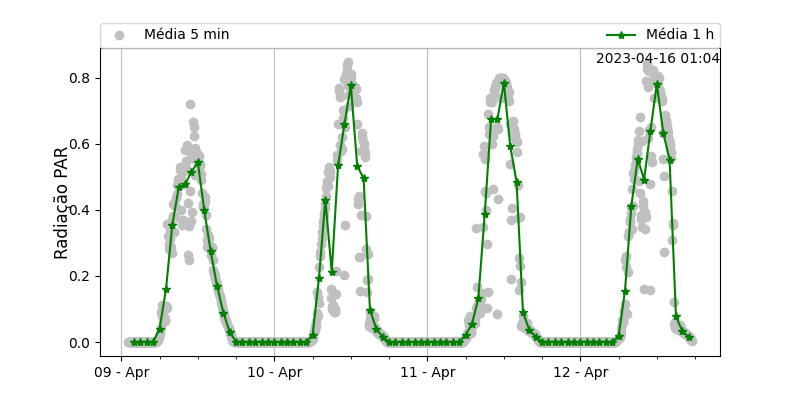 Média 5 min
Média 1 h
2023-04-16 01:04
Radiação PAR
0.8
0.6
0.4
0.2
0.0
09 - Apr
10 - Apr
11 - Apr
12 - Apr